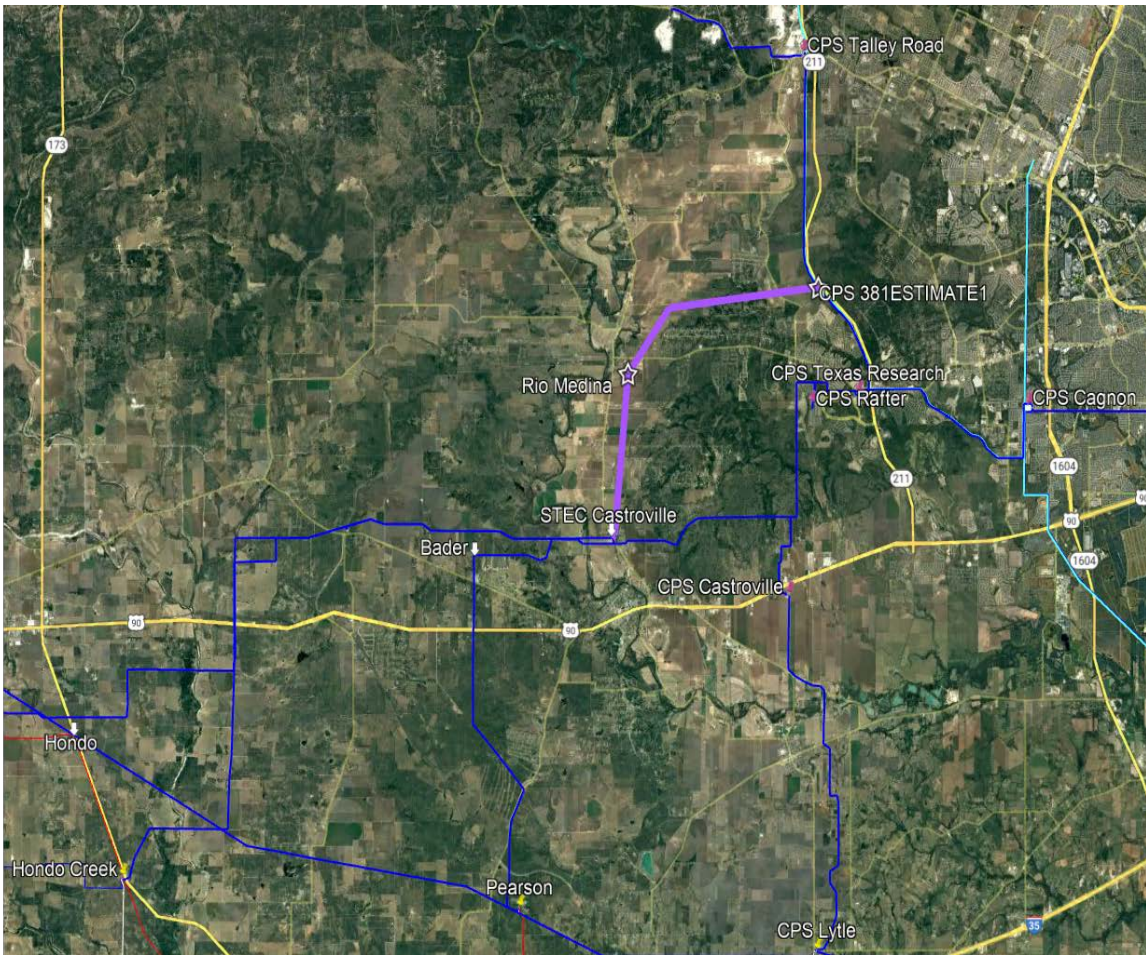 CPS Talley Road
211
173
CPS 381ESTIMATE1
Rio Medina
CPS Texas Research
CPS Rafter
CPS Cagnon
1604
211
90
STEC Castroville
90
Bader
1604
CPS Castroville
90
90
Hondo
Hondo Creek
Pearson
CPS Lytle
35